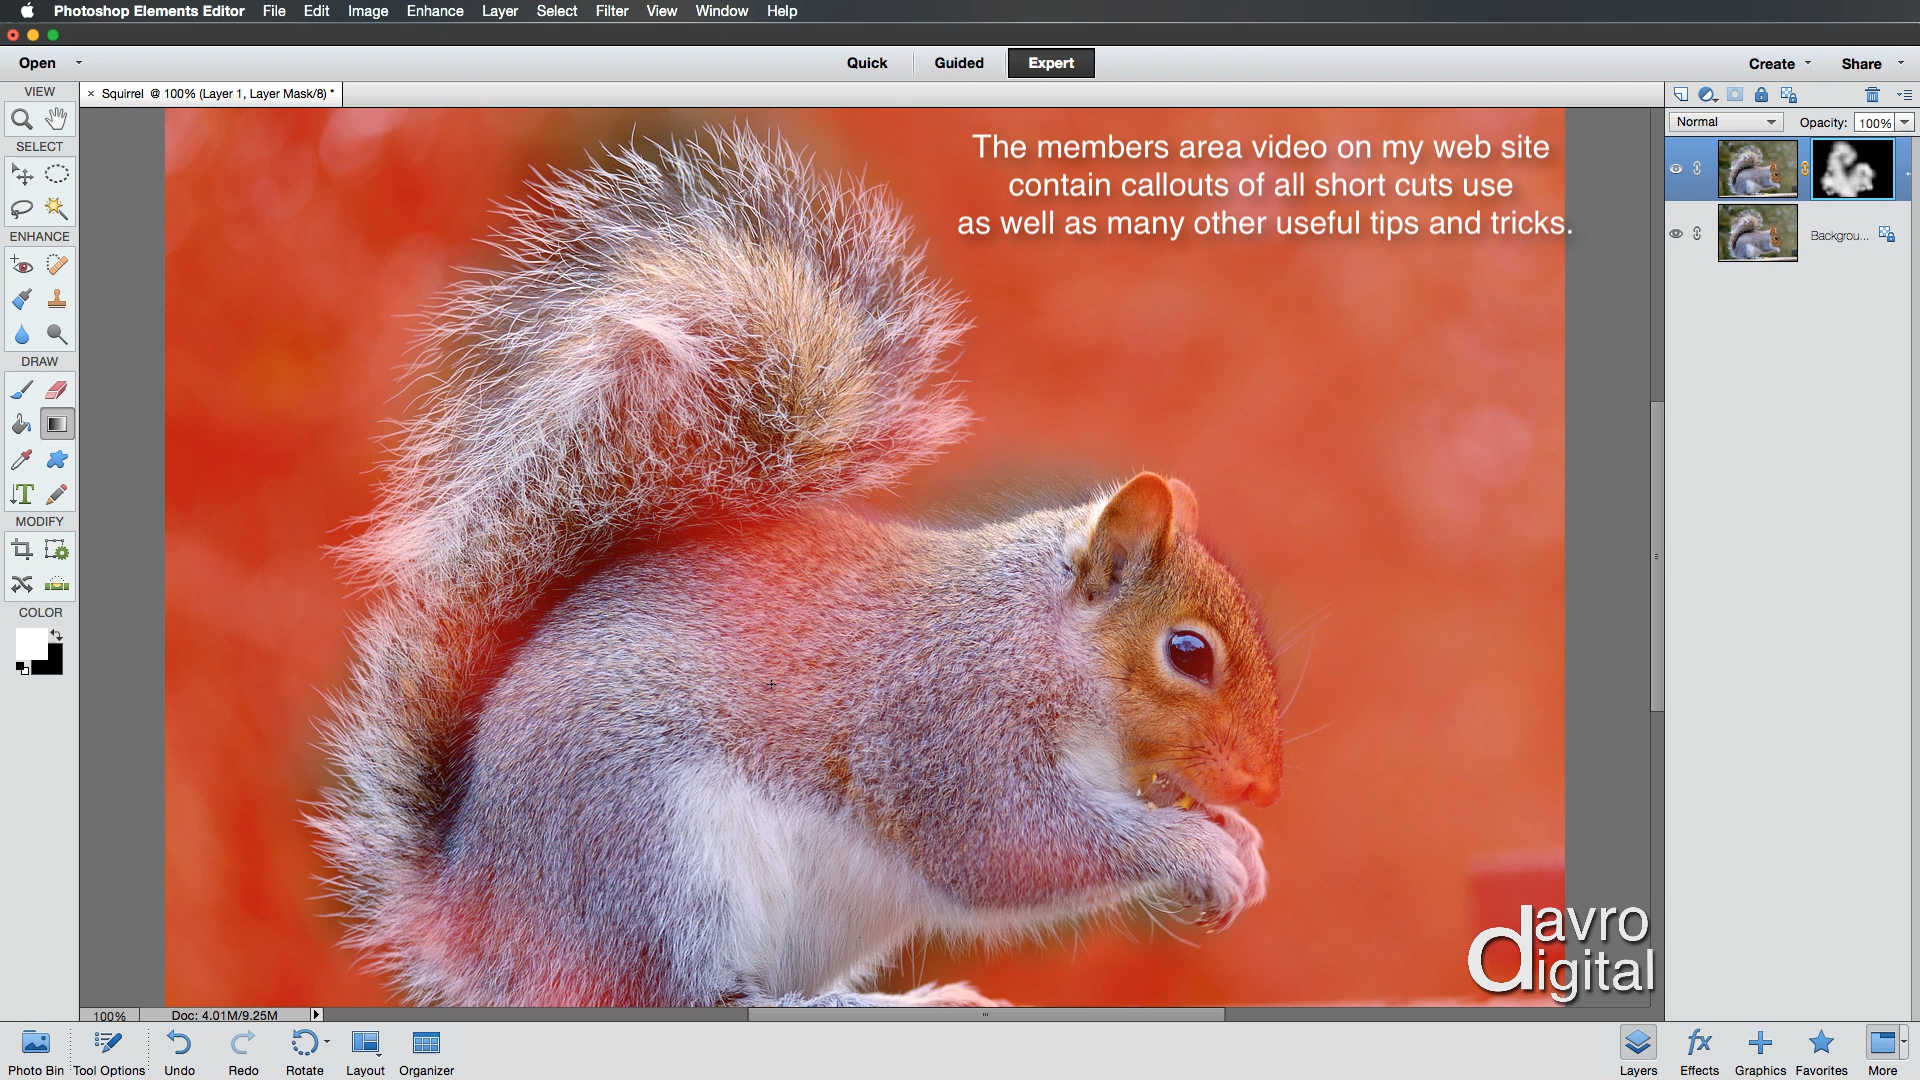 Photoshop Elements Editor File Edit Image Enhance Layer Select Filter View Window Help
Open Quick Guided Expert Create Share
VIEW
× Squirrel @ 100% (Layer 1, Layer Mask/8) *
Normal Opacity: 100%
SELECT
The members area video on my web site
contain callouts of all short cuts use
as well as many other useful tips and tricks.
Backgrou...
ENHANCE
DRAW
T
MODIFY
COLOR
davro
digital
100% Doc: 4.01M/9.25M
fx
Photo Bin Tool Options Undo Redo Rotate Layout Organizer Layers Effects Graphics Favorites More